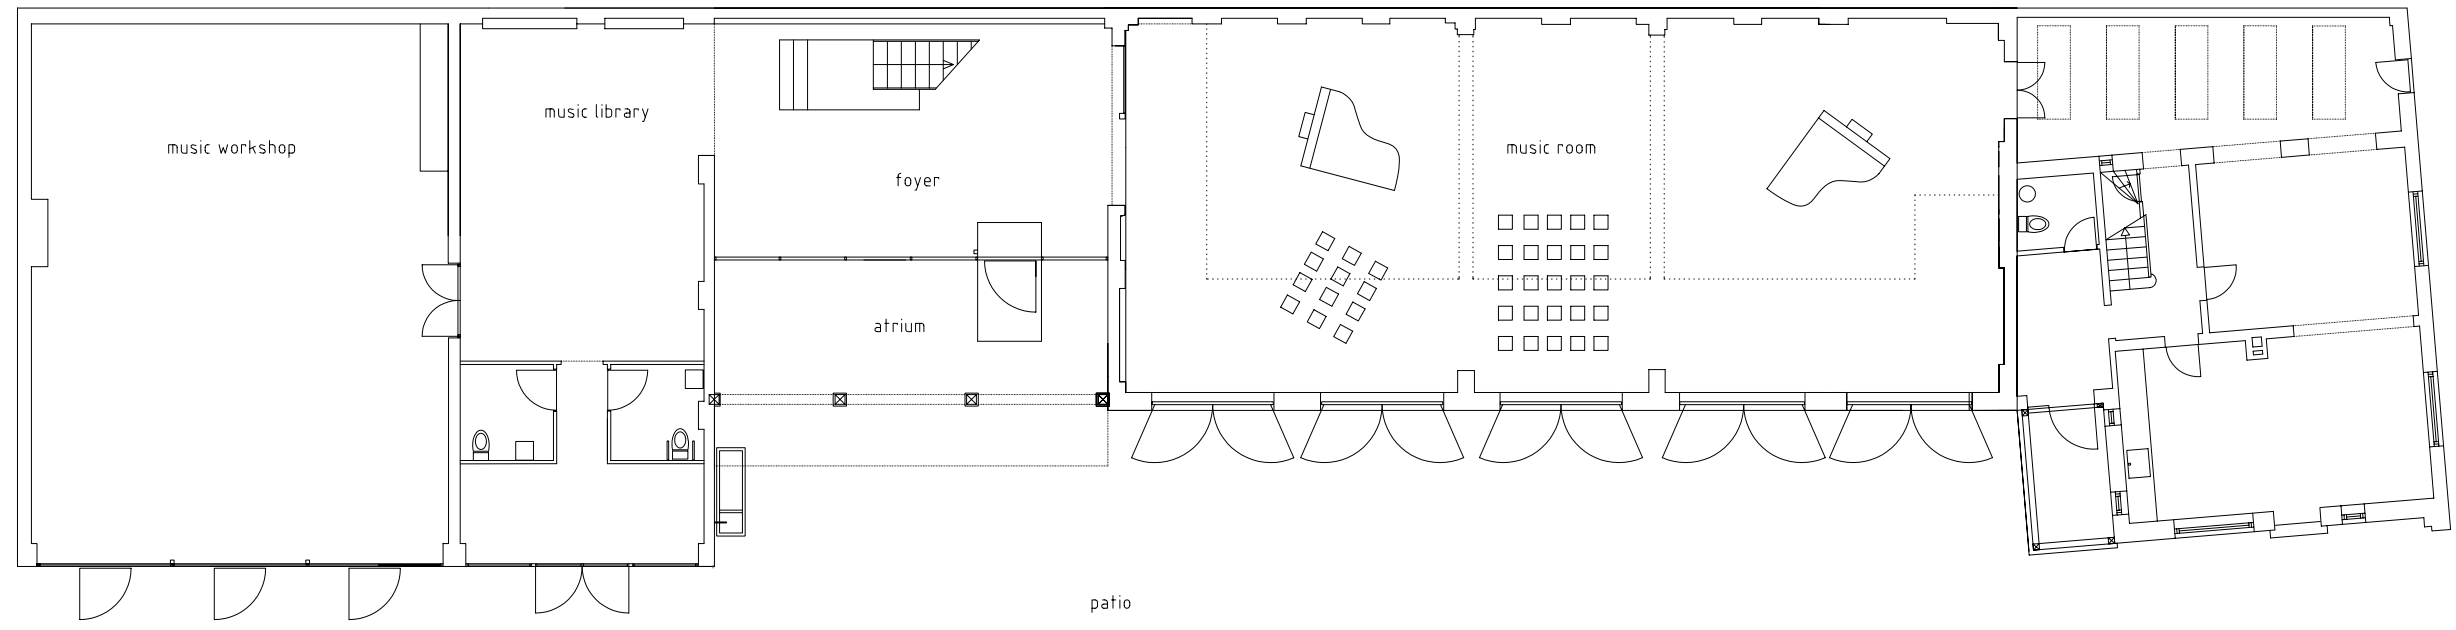 music workshop
music library
foyer
atrium
music room
patio